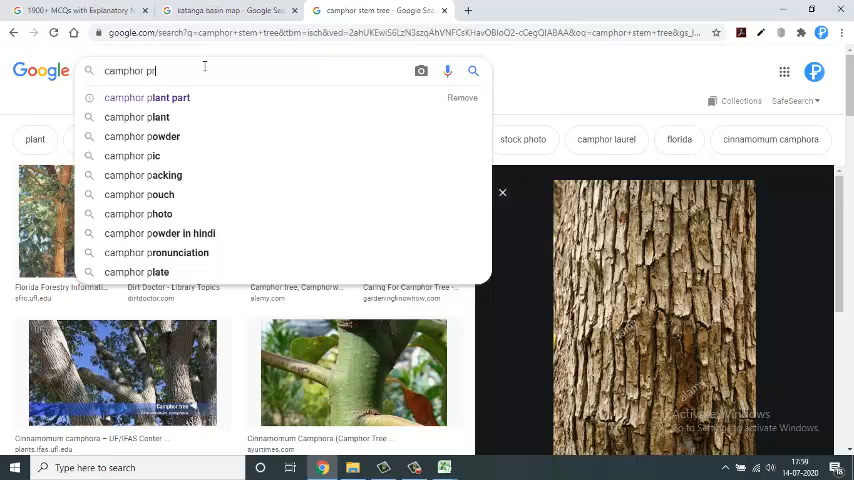 1900+ MCQs with Explanatory N
katanga basin map - Google Sea
camphor stem tree - Google Sear
google.com/search?q=camphor+stem+tree&tbm=isch&ved=2ahUKEwiS6LzN3szqAhVNFCsKHavOBloQ2-cCegQIABAA&oq=camphor+stem+tree&gs_l...
Google
camphor pr
camphor plant part
Remove
camphor plant
camphor powder
camphor pic
camphor packing
camphor pouch
camphor photo
camphor powder in hindi
camphor pronunciation
camphor plate
Collections
SafeSearch
plant
stock photo
camphor laurel
florida
cinnamomum camphora
Florida Forestry Informati...
sfrc.ufl.edu
Dirt Doctor - Library Topics
dirtdoctor.com
Camphor tree, Camphorw...
alamy.com
Caring For Camphor Tree -...
gardeningknowhow.com
Camphor tree
Cinnamomum camphora – UF/IFAS Center ...
plants.ifas.ufl.edu
Cinnamomum Camphora (Camphor Tree ...
ayurtimes.com
alamy
alamy
Activate Windows
Go to Settings to activate Windows.
Type here to search
17:59
14-07-2020
18